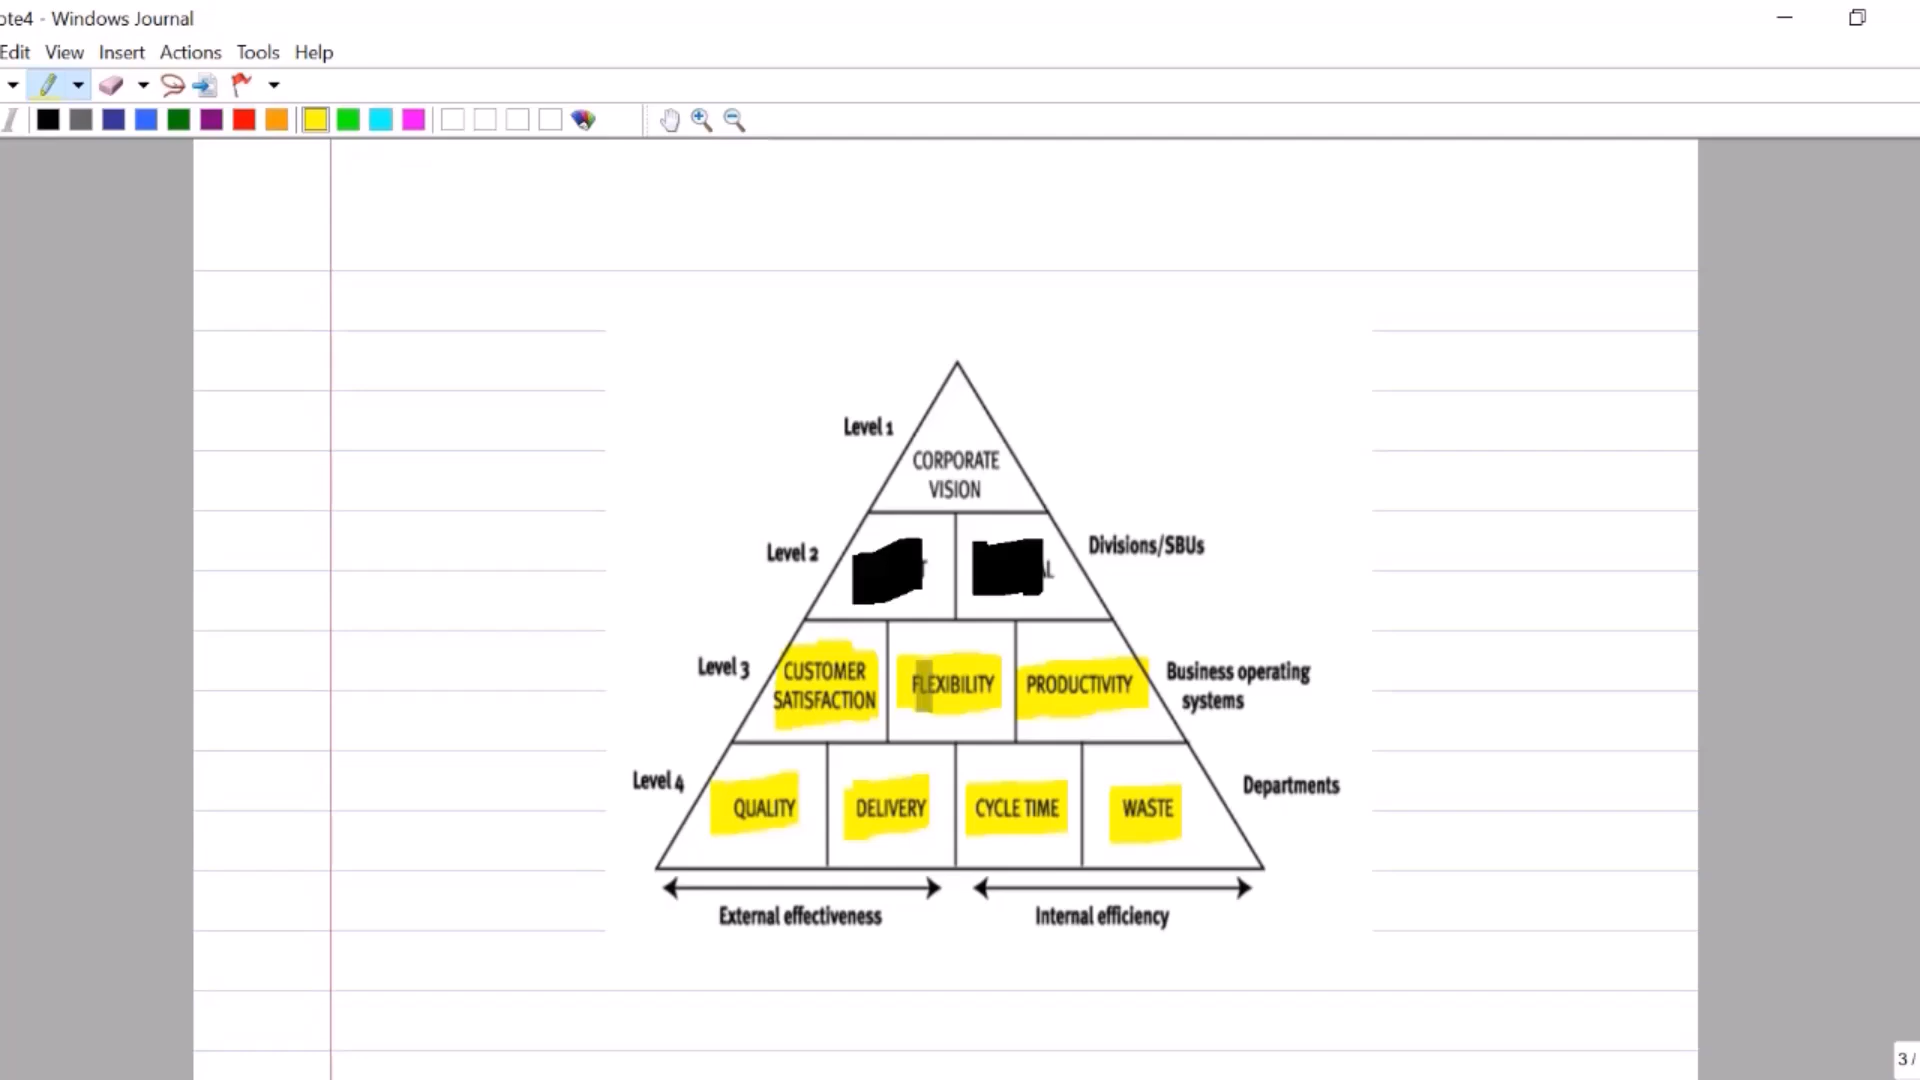 ote4 - Windows Journal
Edit View Insert Actions Tools Help
Level 1
CORPORATE
VISION
Level 2
Divisions/SBUs
Level 3
CUSTOMER
SATISFACTION
FLEXIBILITY
PRODUCTIVITY
Business operating
systems
Level 4
QUALITY
DELIVERY
CYCLE TIME
WASTE
Departments
External effectiveness
Internal efficiency
3 /